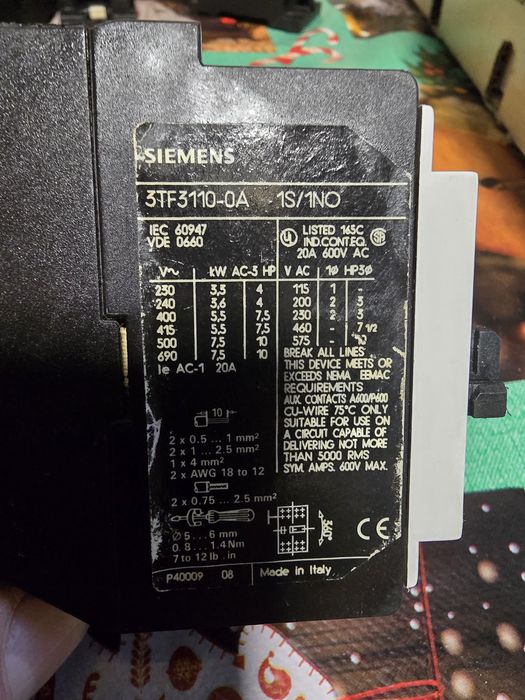 SIEMENS
3TF3110-0A 1S/1NO
IEC 60947
VDE 0660
V~ kW AC-3 HP
230 3,3 4
240 3,6 4
400 5,5 7,5
415 5,5 7,5
500 7,5 10
690 7,5 10
Ie AC-1 20A
UL LISTED 165C
IND.CONT.EQ.
20A 600V AC
V AC 1Ø HP3Ø
115 1 -
200 2 3
230 2 3
460 - 7 1/2
575 - 10
BREAK ALL LINES
THIS DEVICE MEETS OR
EXCEEDS NEMA EEMAC
REQUIREMENTS
AUX. CONTACTS A600/P600
CU-WIRE 75°C ONLY
SUITABLE FOR USE ON
A CIRCUIT CAPABLE OF
DELIVERING NOT MORE
THAN 5000 RMS
SYM. AMPS. 600V MAX.
10
2 x 0.5 ... 1 mm²
2 x 1 ... 2.5 mm²
1 x 4 mm²
2 x AWG 18 to 12
2 x 0.75 ... 2.5 mm²
Ø 5 ... 6 mm
0.8 ... 1.4 Nm
7 to 12 lb.in
360°
CE
P40009 08 Made in Italy